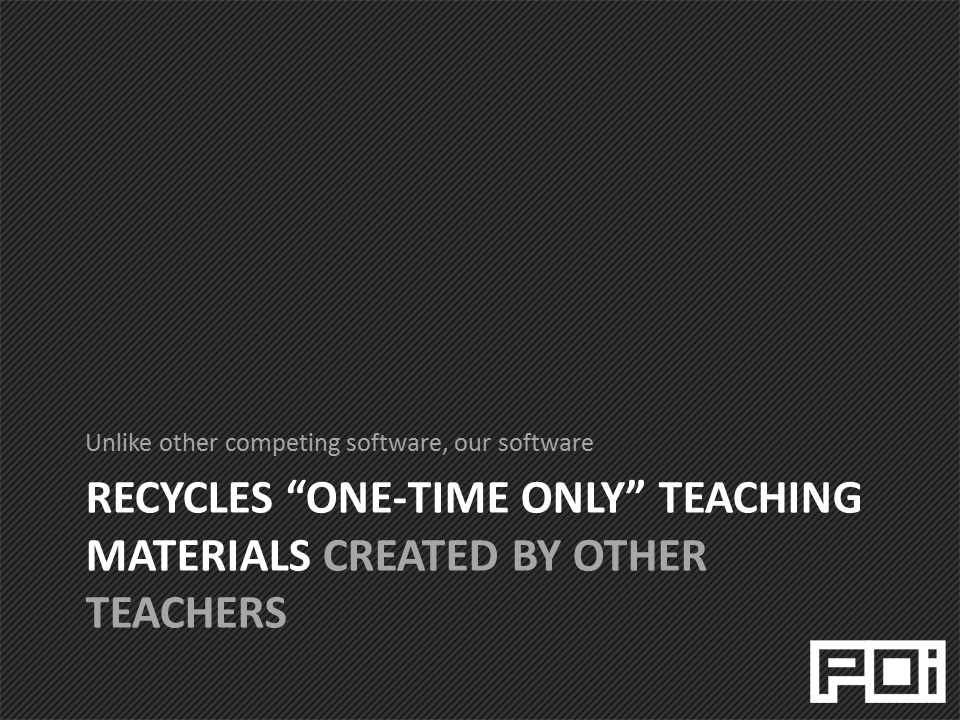 Unlike other competing software, our software
RECYCLES “ONE-TIME ONLY” TEACHING
MATERIALS CREATED BY OTHER
TEACHERS
POi